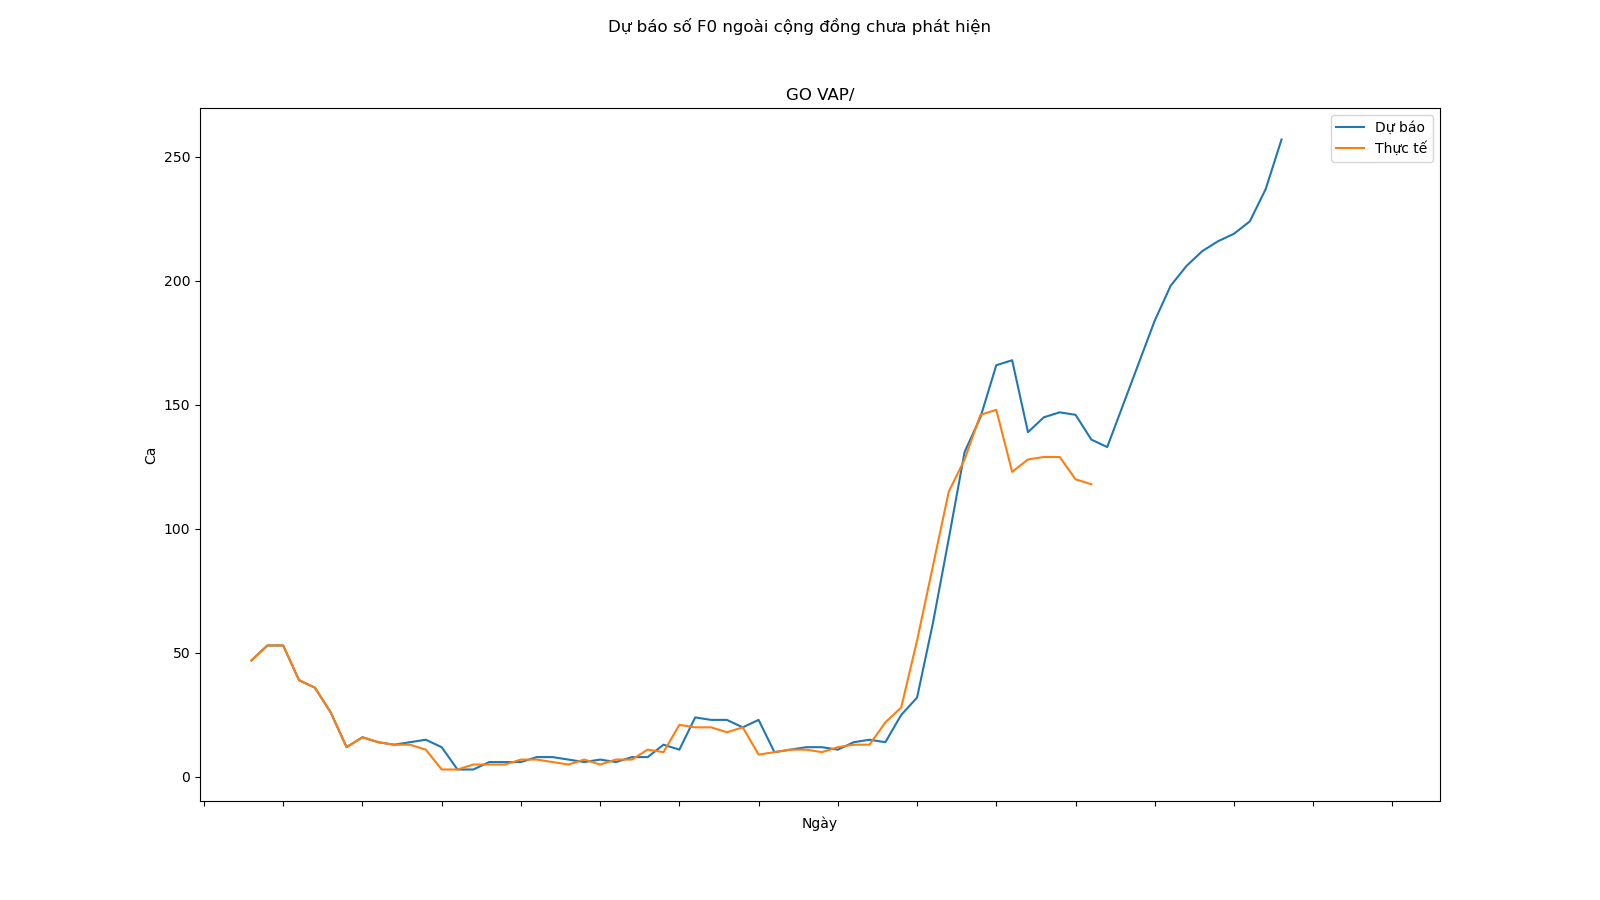 Dự báo số F0 ngoài cộng đồng chưa phát hiện
GO VAP/
Dự báo
Thực tế
250
200
150
100
50
0
Ca
Ngày